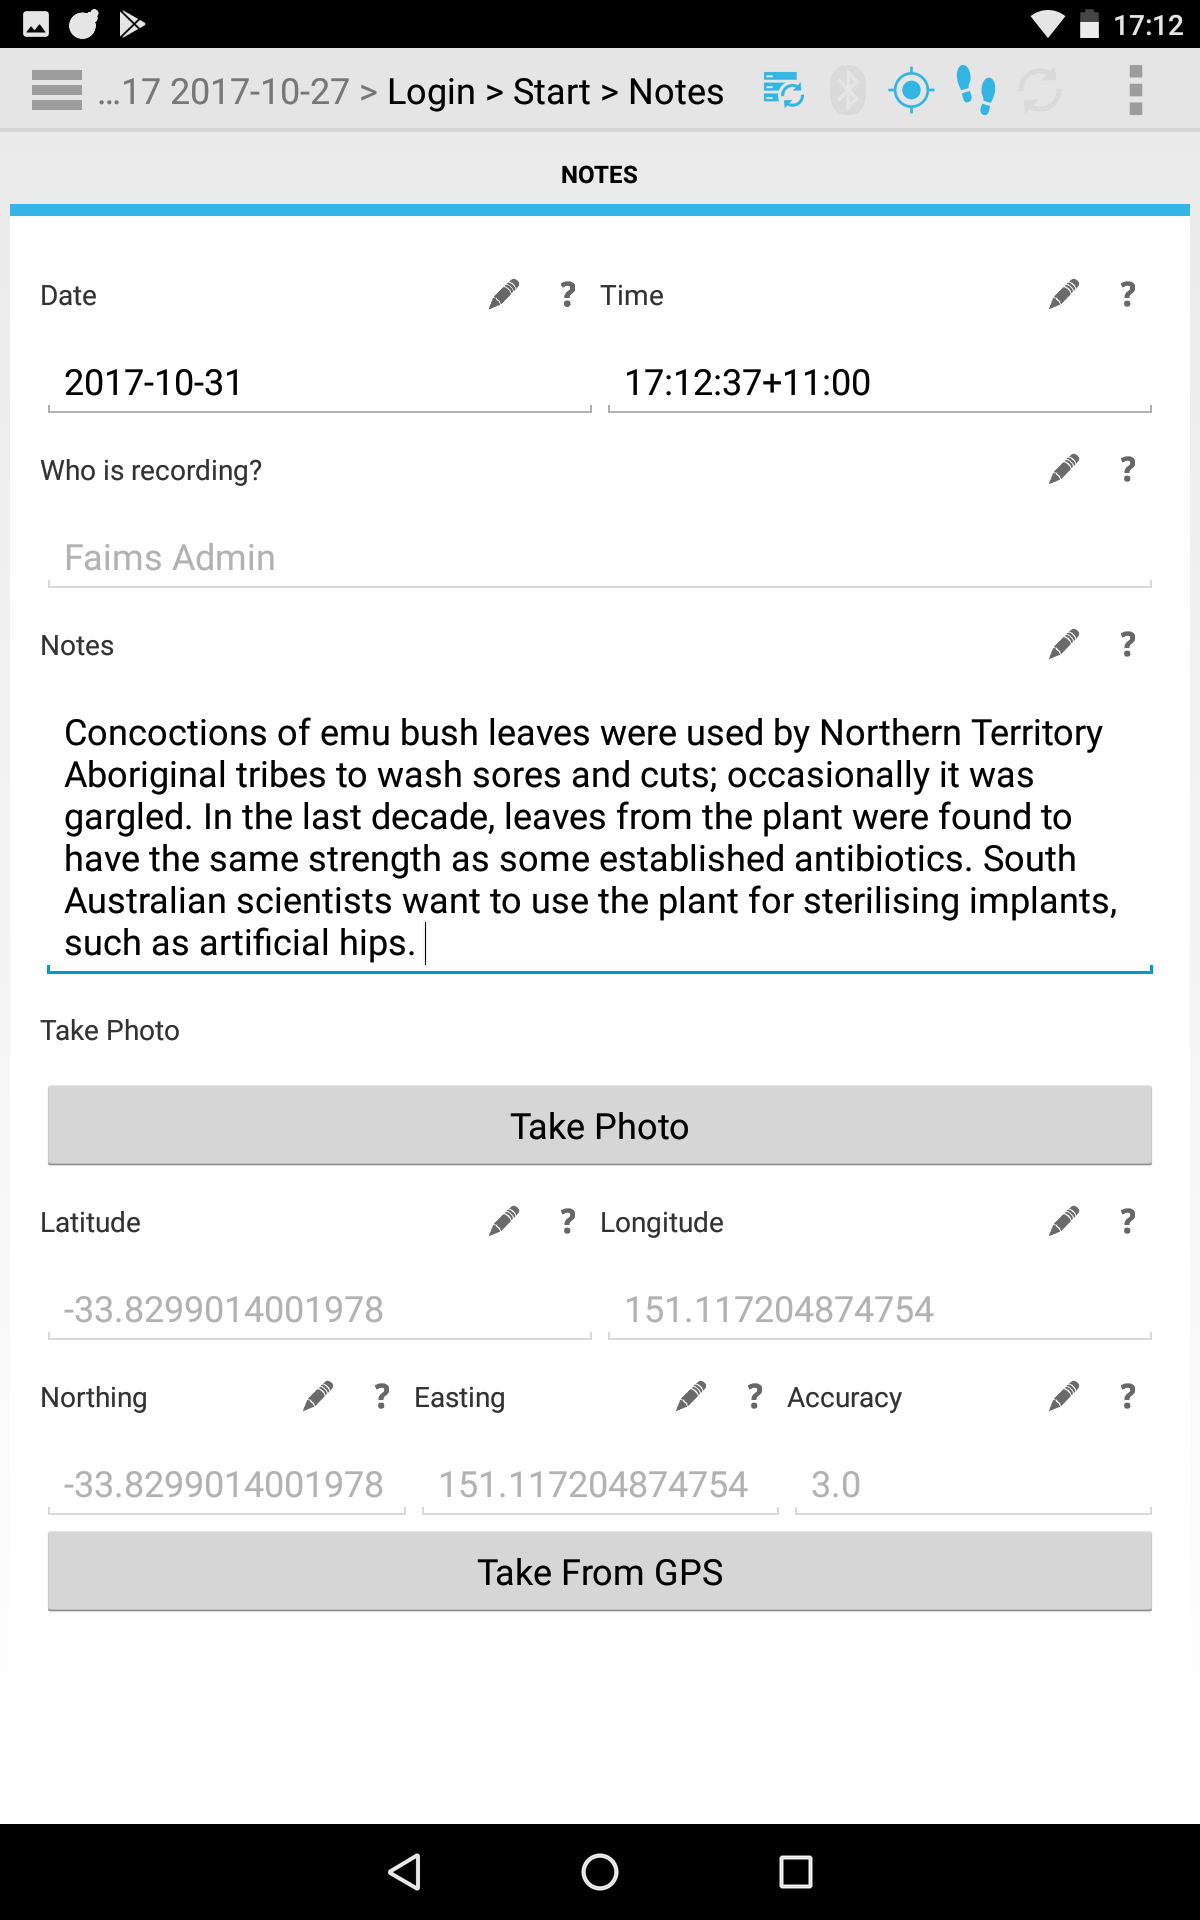 17:12
...17 2017-10-27 > Login > Start > Notes
NOTES
Date ? Time ?
2017-10-31 17:12:37+11:00
Who is recording? ?
Faims Admin
Notes ?
Concoctions of emu bush leaves were used by Northern Territory
Aboriginal tribes to wash sores and cuts; occasionally it was
gargled. In the last decade, leaves from the plant were found to
have the same strength as some established antibiotics. South
Australian scientists want to use the plant for sterilising implants,
such as artificial hips.
Take Photo
Take Photo
Latitude ? Longitude ?
-33.8299014001978 151.117204874754
Northing ? Easting ? Accuracy ?
-33.8299014001978 151.117204874754 3.0
Take From GPS